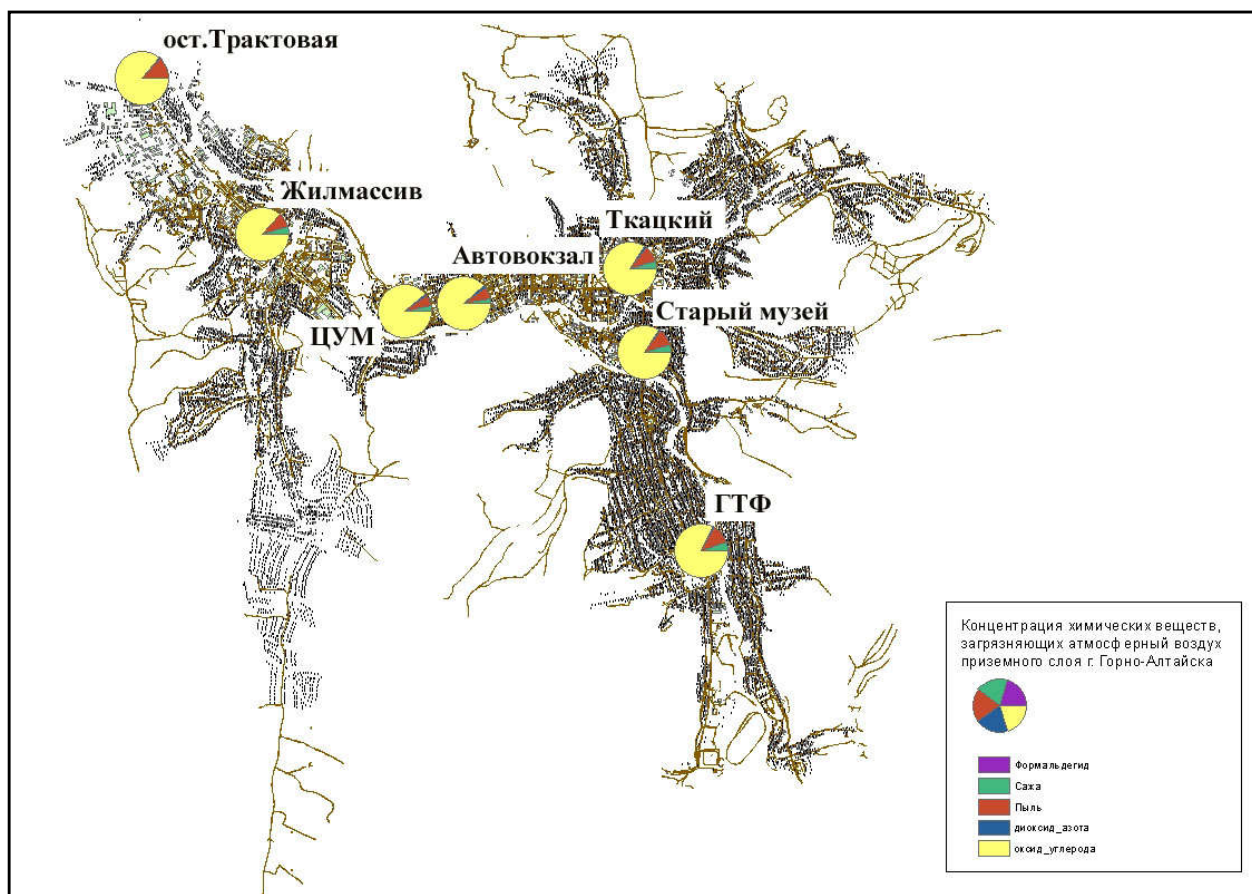 ост.Трактовая
Жилмассив
Ткацкий
Автовокзал
Старый музей
ЦУМ
ГТФ
Концентрация химических веществ,
загрязняющих атмосферный воздух
приземного слоя г. Горно-Алтайска
Формальдегид
Сажа
Пыль
диоксид_азота
оксид_углерода